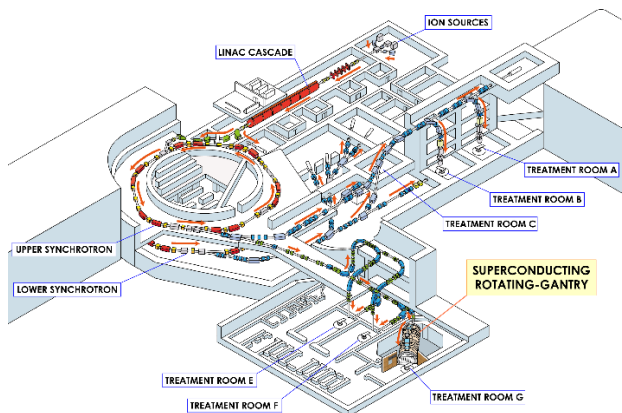 ION SOURCES
LINAC CASCADE
TREATMENT ROOM A
TREATMENT ROOM B
TREATMENT ROOM C
UPPER SYNCHROTRON
LOWER SYNCHROTRON
SUPERCONDUCTING
ROTATING-GANTRY
TREATMENT ROOM E
TREATMENT ROOM F
TREATMENT ROOM G